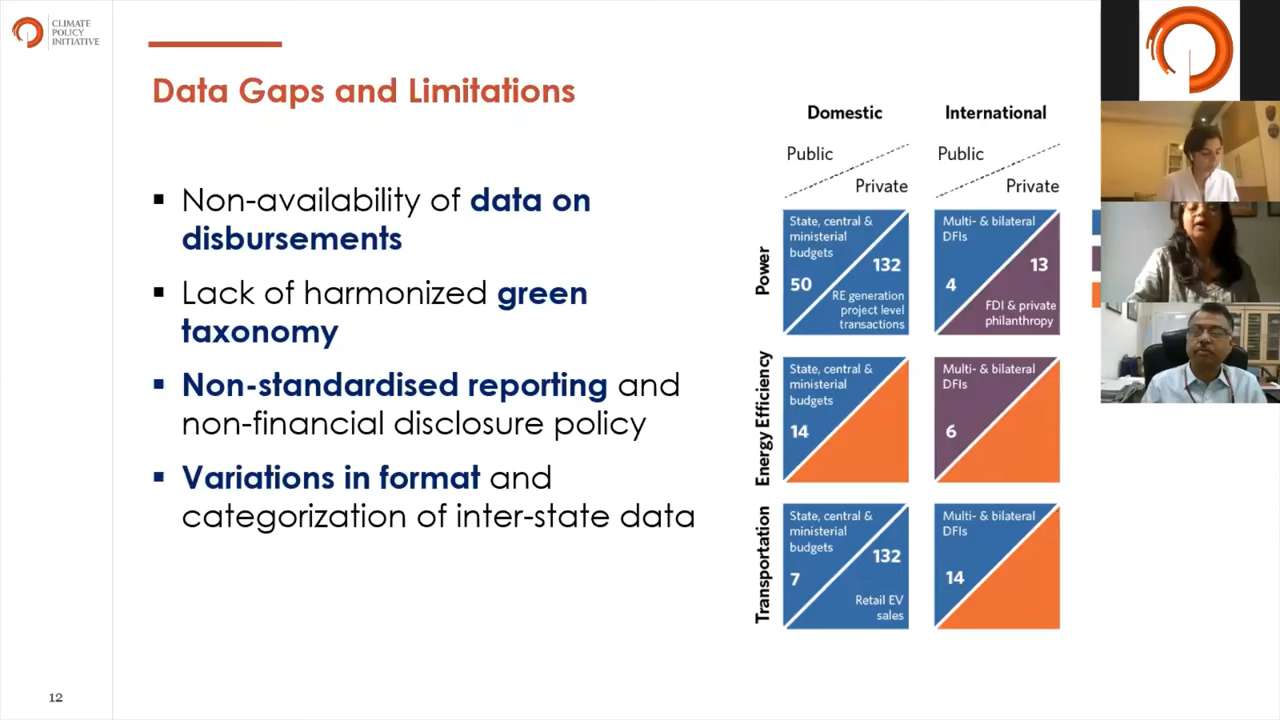 CLIMATE
POLICY
INITIATIVE
Data Gaps and Limitations
Non-availability of data on
disbursements
Lack of harmonized green
taxonomy
Non-standardised reporting and
non-financial disclosure policy
Variations in format and
categorization of inter-state data
Domestic
International
Public
Private
Public
Private
Power
State, central &
ministerial
budgets
50
132
RE generation
project level
transactions
Multi- & bilateral
DFIs
4
13
FDI & private
philanthropy
Energy Efficiency
State, central &
ministerial
budgets
14
Multi- & bilateral
DFIs
6
Transportation
State, central &
ministerial
budgets
7
132
Retail EV
sales
Multi- & bilateral
DFIs
14
12